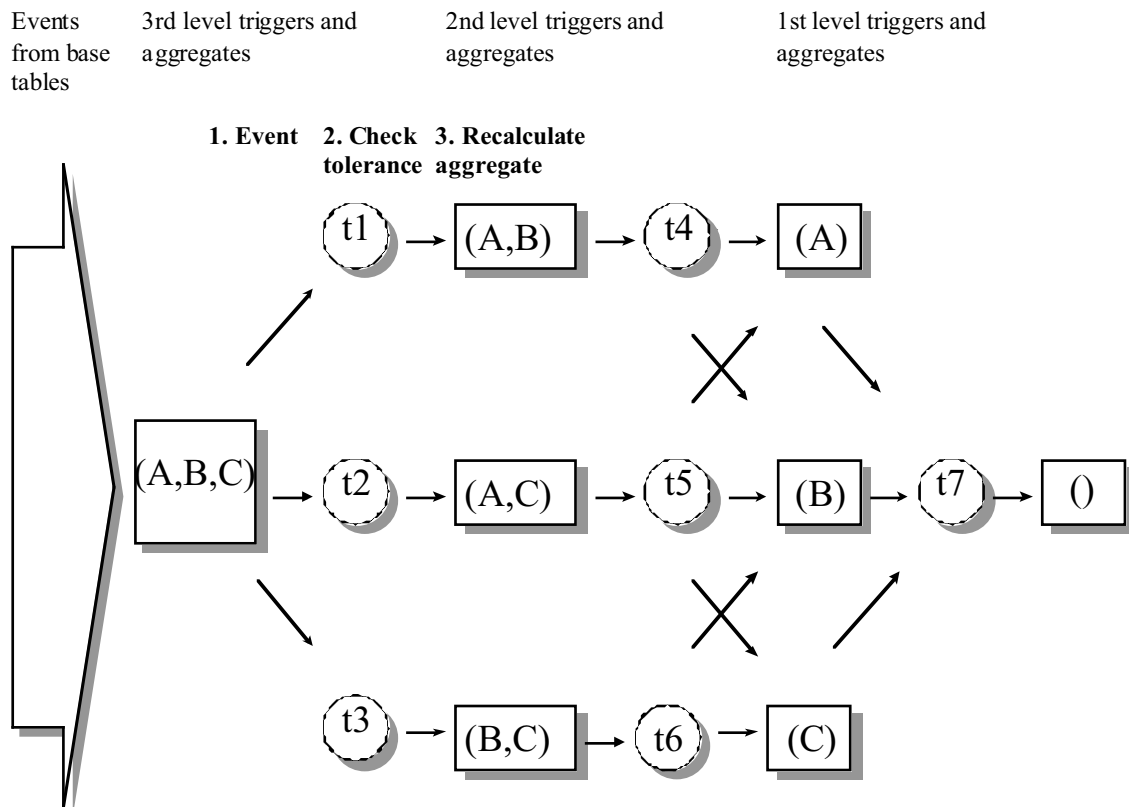 Events
from base
tables
3rd level triggers and
aggregates
2nd level triggers and
aggregates
1st level triggers and
aggregates
1. Event
2. Check
tolerance
3. Recalculate
aggregate
t1
(A,B)
t4
(A)
(A,B,C)
t2
(A,C)
t5
(B)
t7
()
t3
(B,C)
t6
(C)